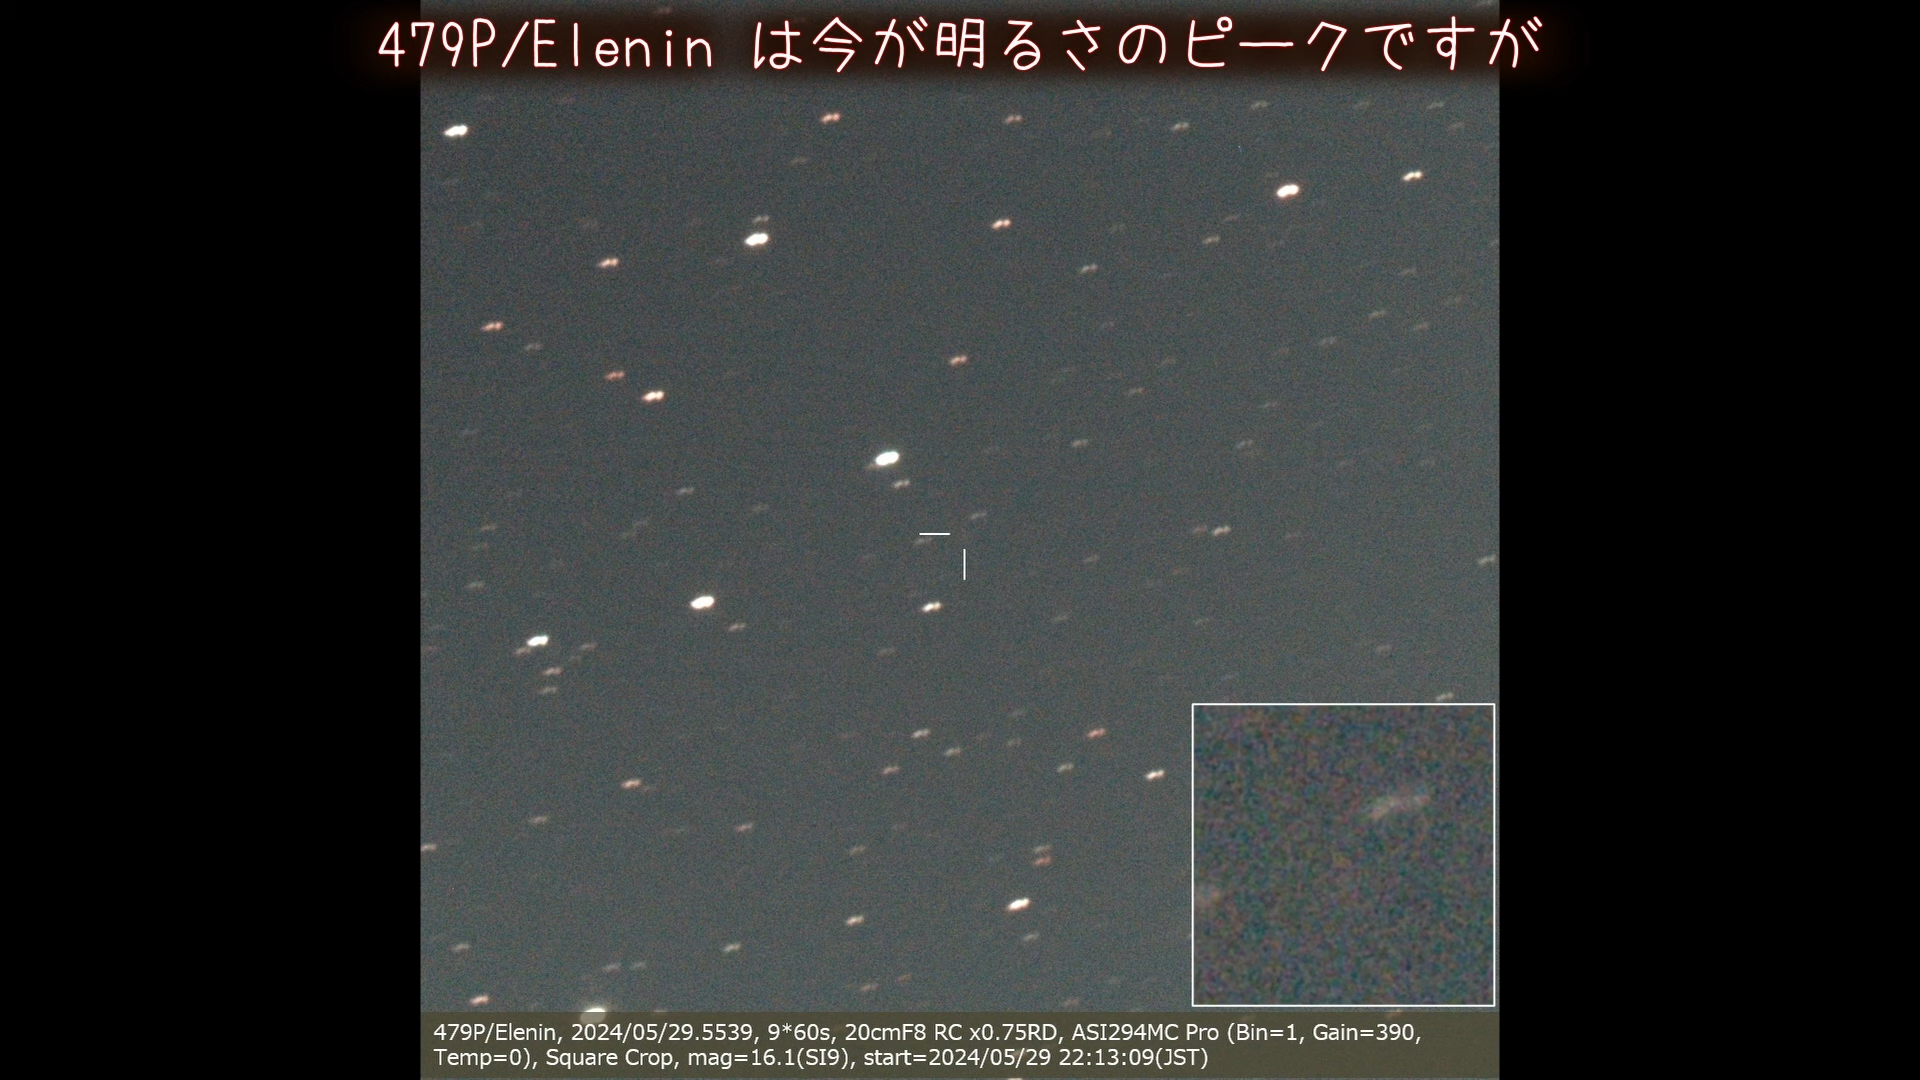 479P/Elenin は今が明るさのピークですが
479P/Elenin, 2024/05/29.5539, 9*60s, 20cmF8 RC x0.75RD, ASI294MC Pro (Bin=1, Gain=390,
Temp=0), Square Crop, mag=16.1(SI9), start=2024/05/29 22:13:09(JST)